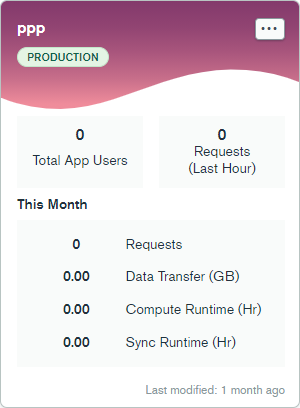 ppp
PRODUCTION
0
Total App Users
0
Requests
(Last Hour)
This Month
0 Requests
0.00 Data Transfer (GB)
0.00 Compute Runtime (Hr)
0.00 Sync Runtime (Hr)
Last modified: 1 month ago